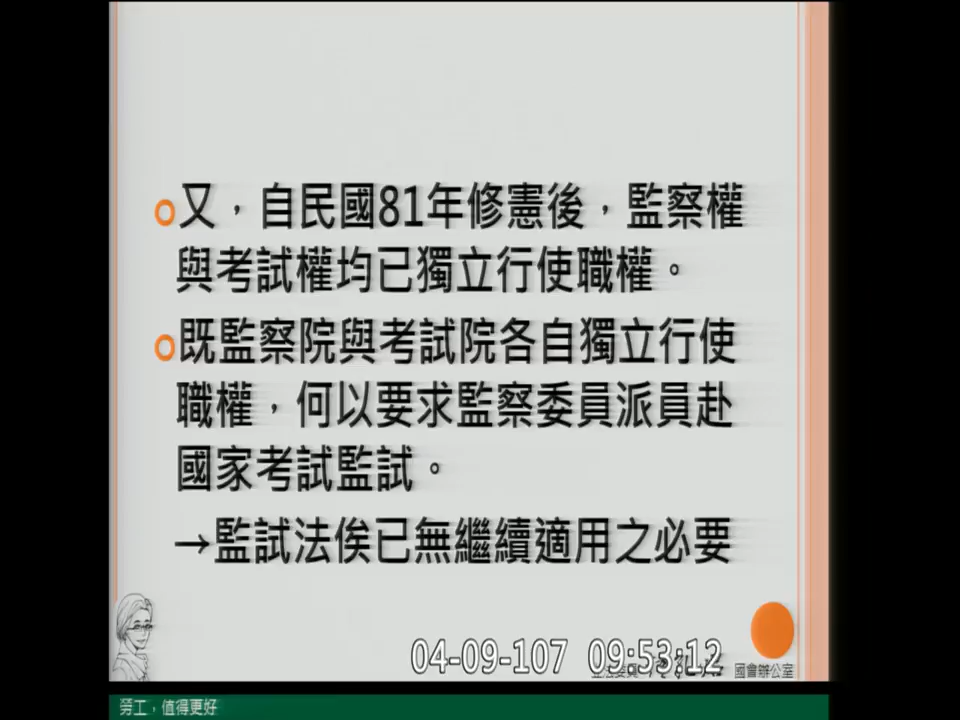 又，自民國81年修憲後，監察權
與考試權均已獨立行使職權。
既監察院與考試院各自獨立行使
職權，何以要求監察委員派員赴
國家考試監試。
→監試法俟已無繼續適用之必要
04-09-107 09:53:12
國會辦公室
勞工，值得更好